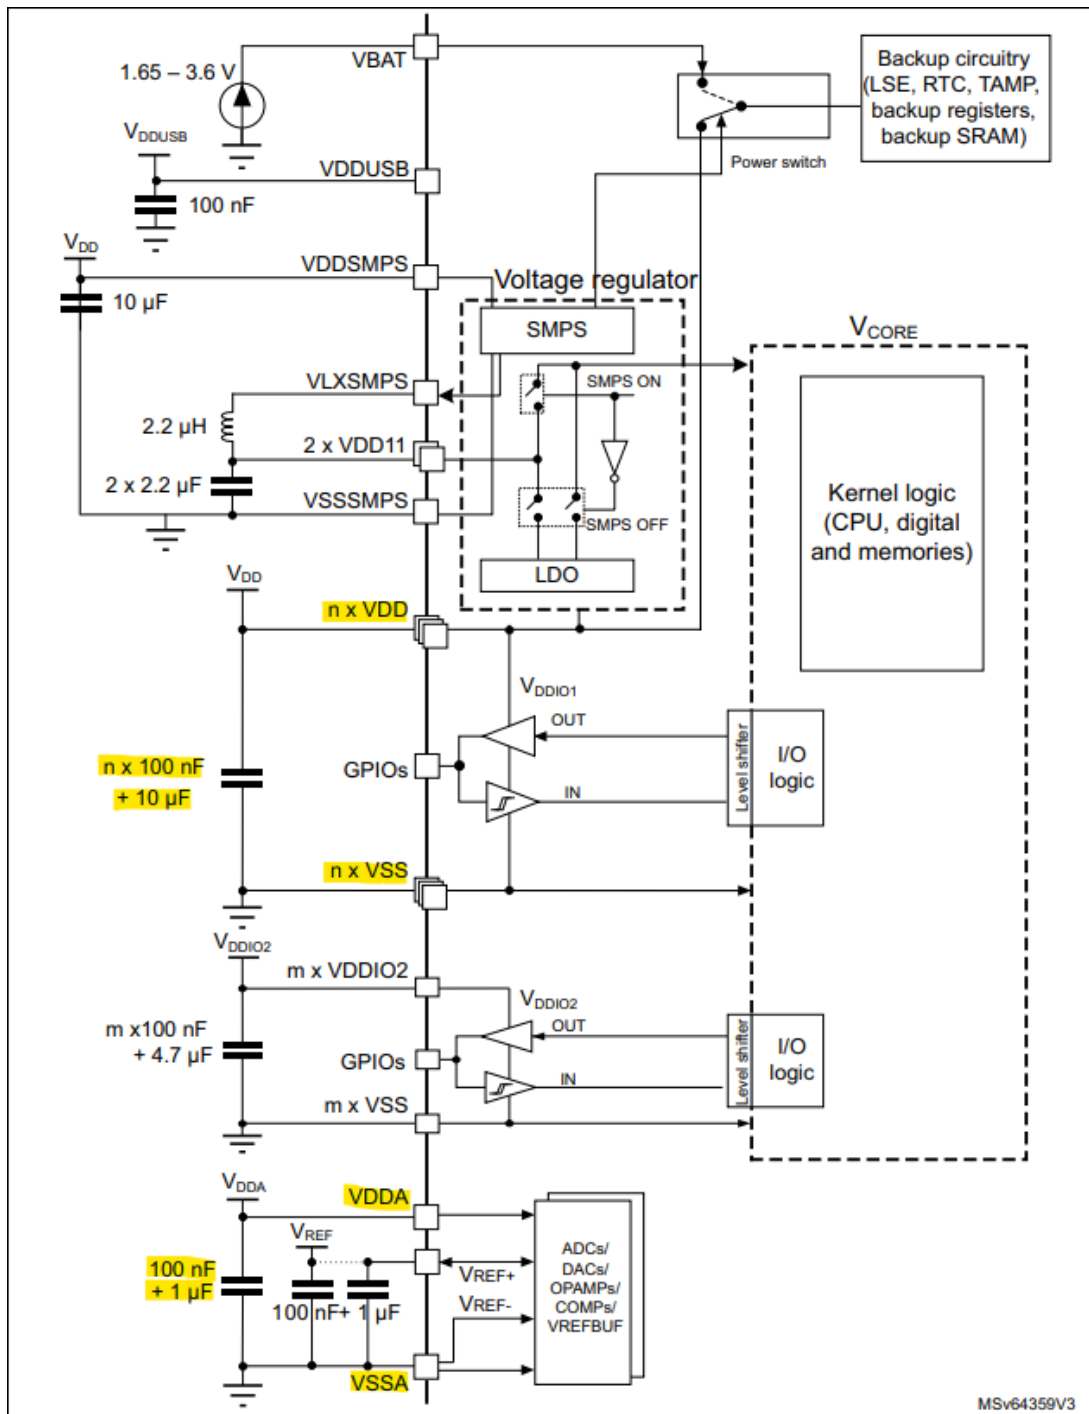 VBAT
1.65 – 3.6 V
Backup circuitry
(LSE, RTC, TAMP,
backup registers,
backup SRAM)
Power switch
VDDUSB
VDDUSB
100 nF
VDD
VDDSMPS
10 µF
Voltage regulator
SMPS
VCORE
VLXSMPS
SMPS ON
2.2 µH
2 x VDD11
2 x 2.2 µF
VSSSMPS
SMPS OFF
LDO
Kernel logic
(CPU, digital
and memories)
VDD
n x VDD
VDDIO1
OUT
n x 100 nF
+ 10 µF
GPIOs
IN
Level shifter
I/O
logic
n x VSS
VDDIO2
m x VDDIO2
VDDIO2
OUT
m x100 nF
+ 4.7 µF
GPIOs
IN
Level shifter
I/O
logic
m x VSS
VDDA
VDDA
VREF
100 nF
+ 1 µF
100 nF+ 1 µF
VREF+
VREF-
ADCs/
DACs/
OPAMPs/
COMPs/
VREFBUF
VSSA
MSv64359V3